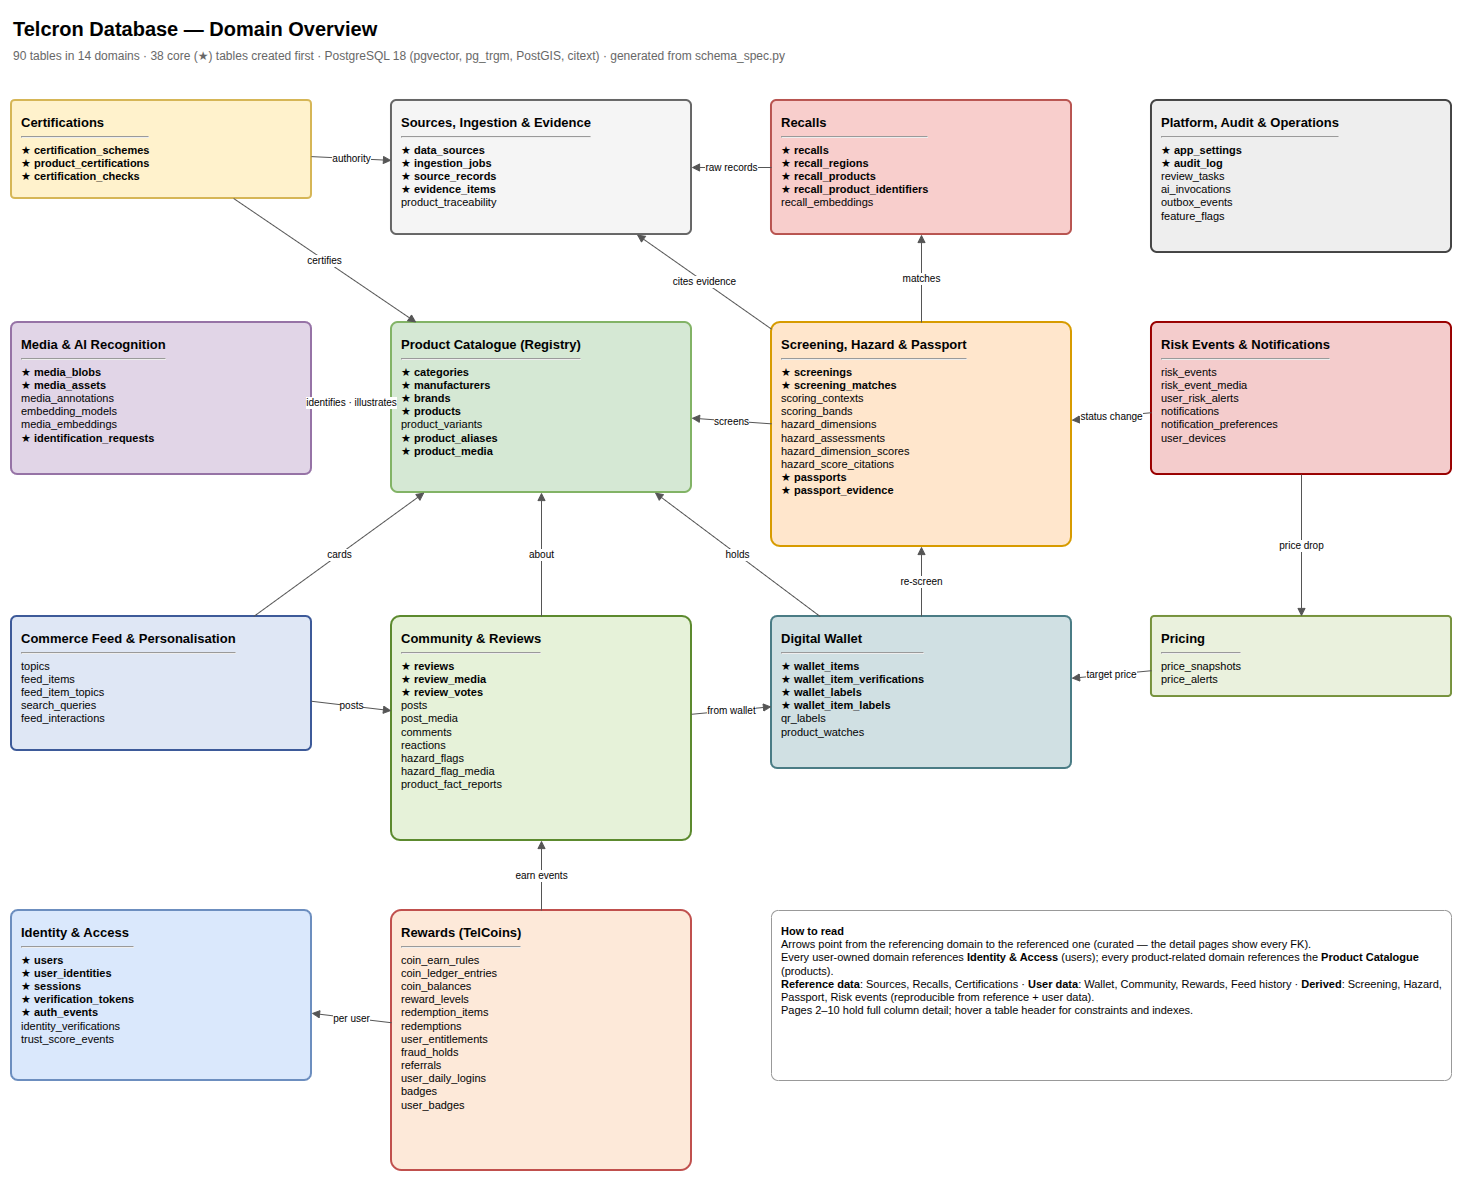 Telcron Database — Domain Overview
90 tables in 14 domains · 38 core (★) tables created first · PostgreSQL 18 (pgvector, pg_trgm, PostGIS, citext) · generated from schema_spec.py
Certifications
★ certification_schemes
★ product_certifications
★ certification_checks
authority
Sources, Ingestion & Evidence
★ data_sources
★ ingestion_jobs
★ source_records
★ evidence_items
product_traceability
raw records
Recalls
★ recalls
★ recall_regions
★ recall_products
★ recall_product_identifiers
recall_embeddings
Platform, Audit & Operations
★ app_settings
★ audit_log
review_tasks
ai_invocations
outbox_events
feature_flags
certifies
cites evidence
matches
Media & AI Recognition
★ media_blobs
★ media_assets
media_annotations
embedding_models
media_embeddings
★ identification_requests
identifies · illustrates
Product Catalogue (Registry)
★ categories
★ manufacturers
★ brands
★ products
product_variants
★ product_aliases
★ product_media
screens
Screening, Hazard & Passport
★ screenings
★ screening_matches
scoring_contexts
scoring_bands
hazard_dimensions
hazard_assessments
hazard_dimension_scores
hazard_score_citations
★ passports
★ passport_evidence
status change
Risk Events & Notifications
risk_events
risk_event_media
user_risk_alerts
notifications
notification_preferences
user_devices
cards
about
holds
re-screen
price drop
Commerce Feed & Personalisation
topics
feed_items
feed_item_topics
search_queries
feed_interactions
posts
Community & Reviews
★ reviews
★ review_media
★ review_votes
posts
post_media
comments
reactions
hazard_flags
hazard_flag_media
product_fact_reports
from wallet
Digital Wallet
★ wallet_items
★ wallet_item_verifications
★ wallet_labels
★ wallet_item_labels
qr_labels
product_watches
target price
Pricing
price_snapshots
price_alerts
earn events
Identity & Access
★ users
★ user_identities
★ sessions
★ verification_tokens
★ auth_events
identity_verifications
trust_score_events
per user
Rewards (TelCoins)
coin_earn_rules
coin_ledger_entries
coin_balances
reward_levels
redemption_items
redemptions
user_entitlements
fraud_holds
referrals
user_daily_logins
badges
user_badges
How to read
Arrows point from the referencing domain to the referenced one (curated — the detail pages show every FK).
Every user-owned domain references Identity & Access (users); every product-related domain references the Product Catalogue
(products).
Reference data: Sources, Recalls, Certifications · User data: Wallet, Community, Rewards, Feed history · Derived: Screening, Hazard,
Passport, Risk events (reproducible from reference + user data).
Pages 2–10 hold full column detail; hover a table header for constraints and indexes.